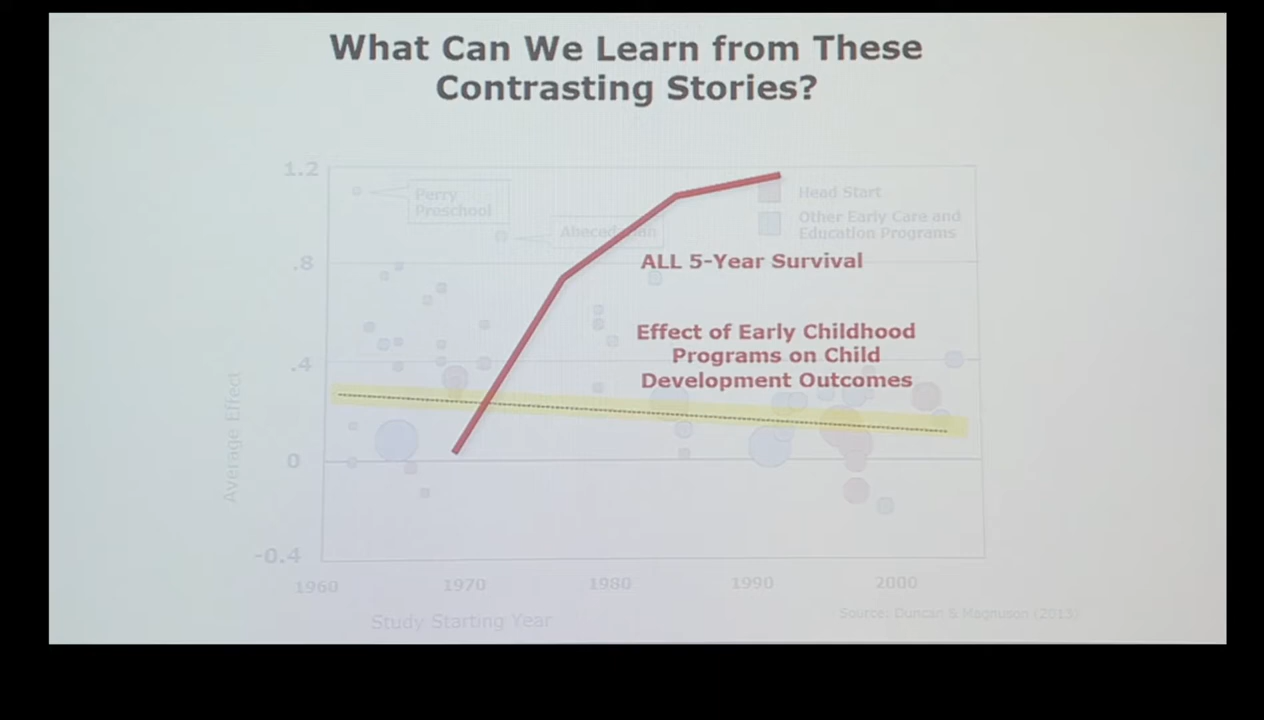 What Can We Learn from These
Contrasting Stories?
1.2
Perry
Preschool
Head Start
Other Early Care and
Education Programs
Abecedarian
.8
ALL 5-Year Survival
Effect of Early Childhood
Programs on Child
Development Outcomes
.4
Average Effect
0
-0.4
1960
1970
1980
1990
2000
Study Starting Year
Source: Duncan & Magnuson (2013)